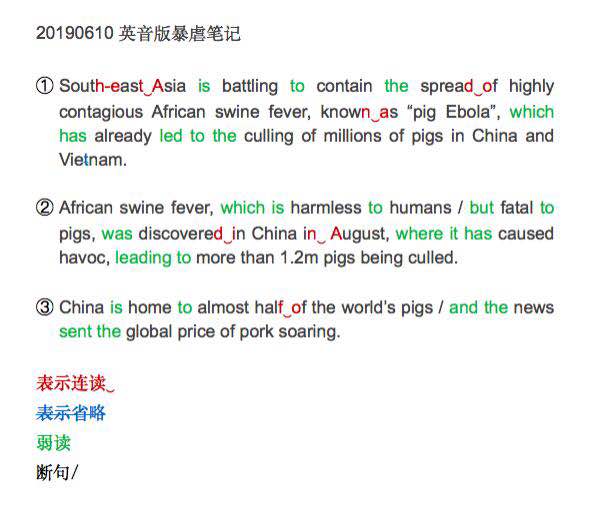 20190610 英音版暴虐笔记
① South-east‿Asia is battling to contain the spread‿of highly
contagious African swine fever, known‿as “pig Ebola”, which
has already led to the culling of millions of pigs in China and
Vietnam.
② African swine fever, which is harmless to humans / but fatal to
pigs, was discovered‿in China in‿ August, where it has caused
havoc, leading to more than 1.2m pigs being culled.
③ China is home to almost half‿of the world’s pigs / and the news
sent the global price of pork soaring.
表示连读‿
表示省略
弱读
断句/